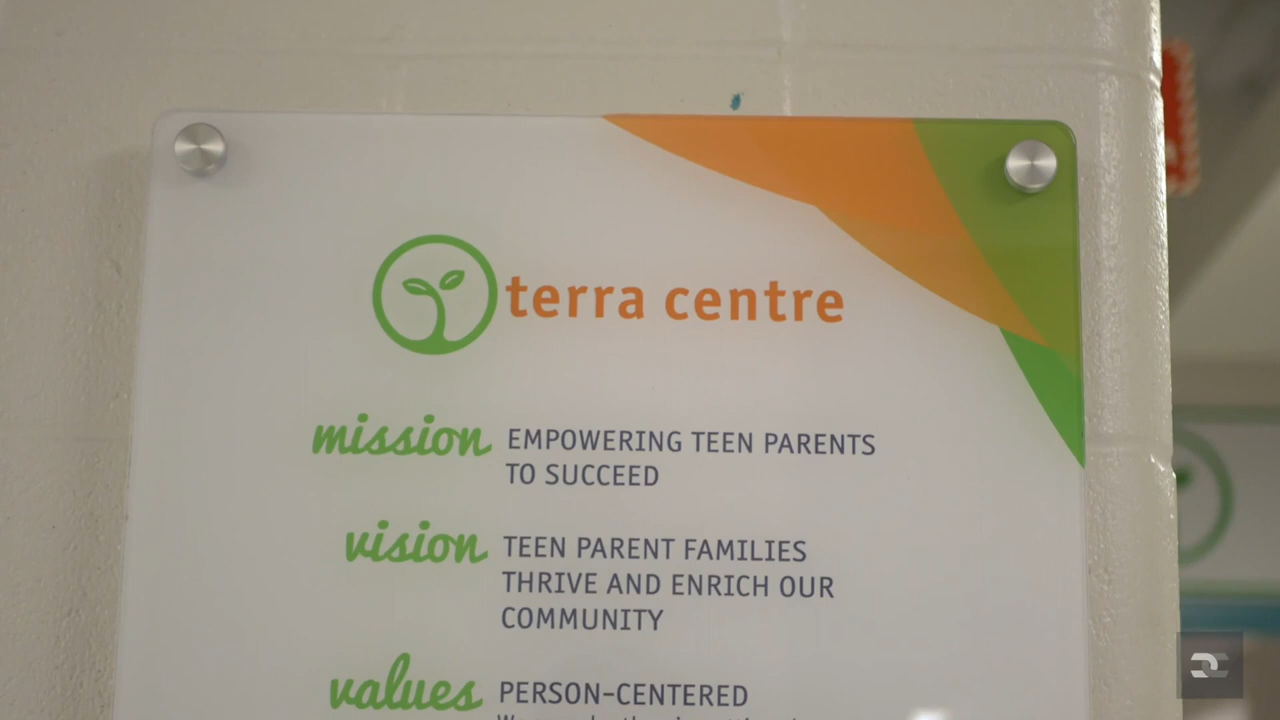 terra centre
mission EMPOWERING TEEN PARENTS
TO SUCCEED
vision TEEN PARENT FAMILIES
THRIVE AND ENRICH OUR
COMMUNITY
values PERSON-CENTERED